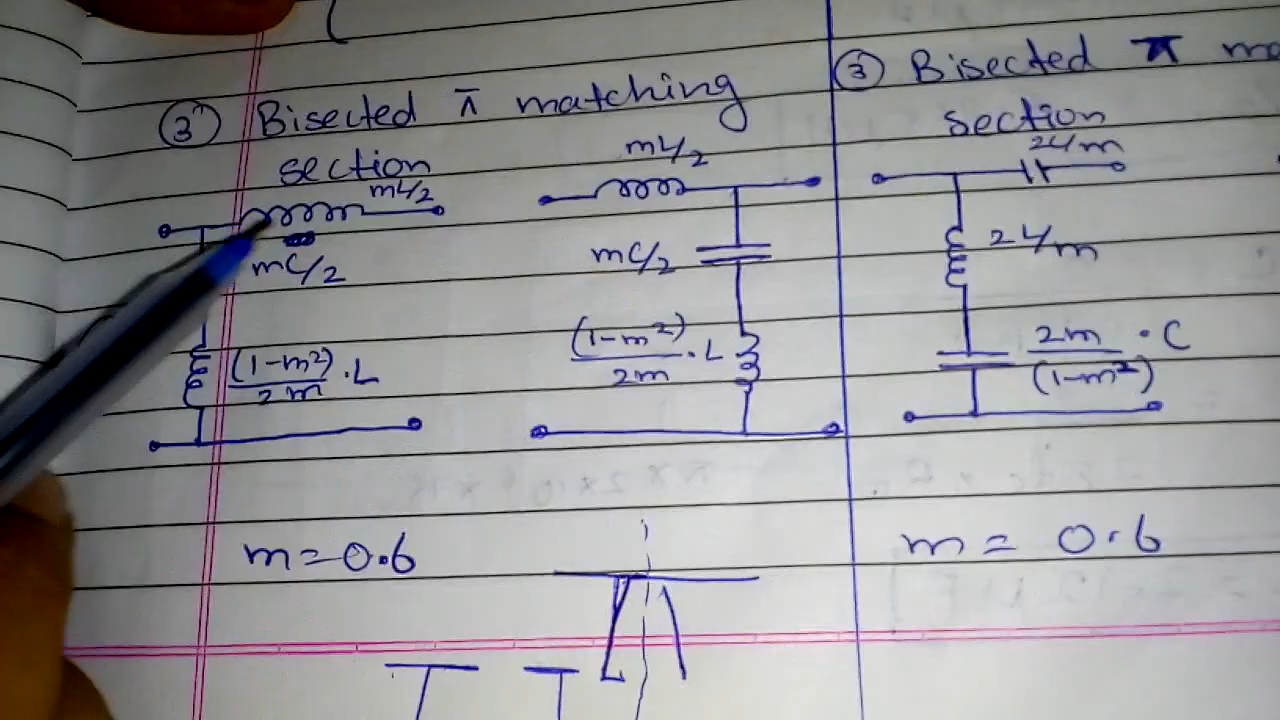 ③ Bisected π matching
section
mL/2
mC/2
(1-m²)/2m · L
mL/2
mC/2
(1-m²)/2m · L
m=0.6
③ Bisected π
section
2L/m
2m/(1-m²) · C
m = 0.6